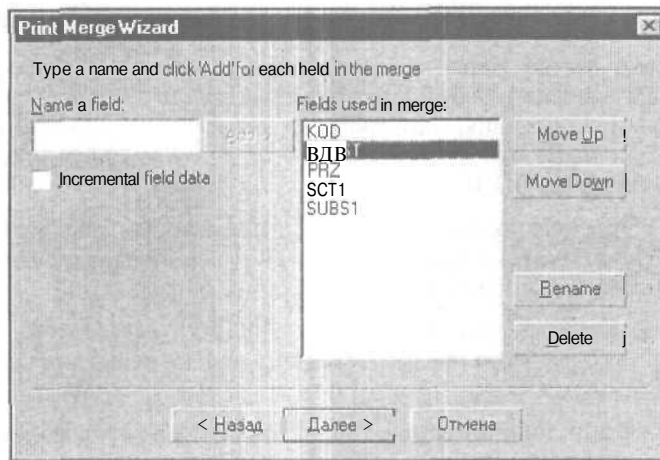 Print Merge Wizard
Type a name and click 'Add' for each held in the merge
Name a field:
Fields used in merge:
KOD
ВДВ
PRZ
SCT1
SUBS1
Incremental field data
Move Up
Move Down
Rename
Delete
< Назад
Далее >
Отмена